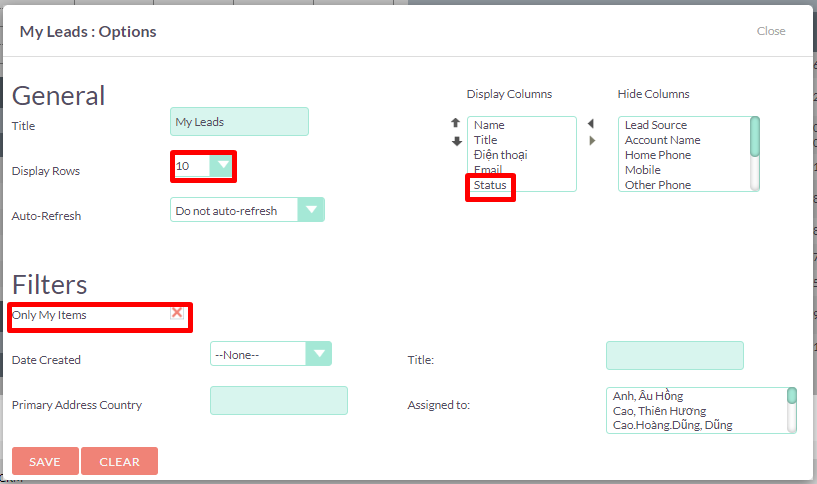 My Leads : Options
Close
General
Title
My Leads
Display Rows
10
Auto-Refresh
Do not auto-refresh
Display Columns
Name
Title
Điện thoại
Email
Status
Hide Columns
Lead Source
Account Name
Home Phone
Mobile
Other Phone
Filters
Only My Items
Date Created
--None--
Title:
Primary Address Country
Assigned to:
Anh, Âu Hồng
Cao, Thiên Hương
Cao.Hoàng.Dũng, Dũng
SAVE
CLEAR